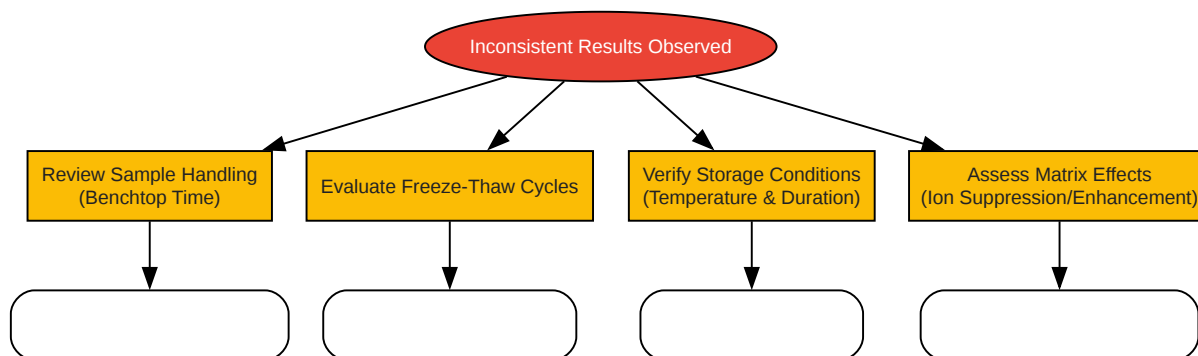 Inconsistent Results Observed
Review Sample Handling
(Benchtop Time)
Evaluate Freeze-Thaw Cycles
Verify Storage Conditions
(Temperature & Duration)
Assess Matrix Effects
(Ion Suppression/Enhancement)